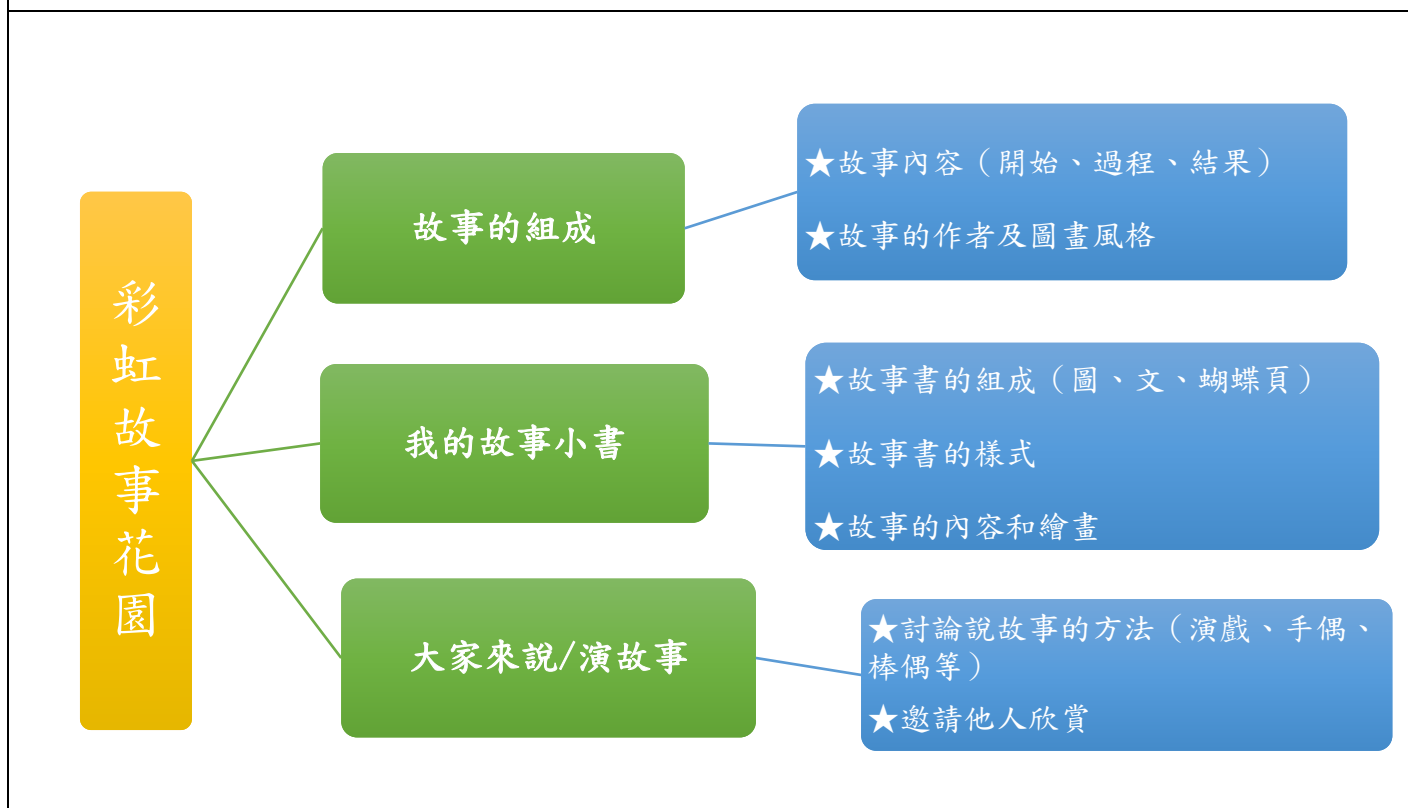 彩虹故事花園
故事的組成
★故事內容（開始、過程、結果）
★故事的作者及圖畫風格
我的故事小書
★故事書的組成（圖、文、蝴蝶頁）
★故事書的樣式
★故事的內容和繪畫
大家來說/演故事
★討論說故事的方法（演戲、手偶、
棒偶等）
★邀請他人欣賞